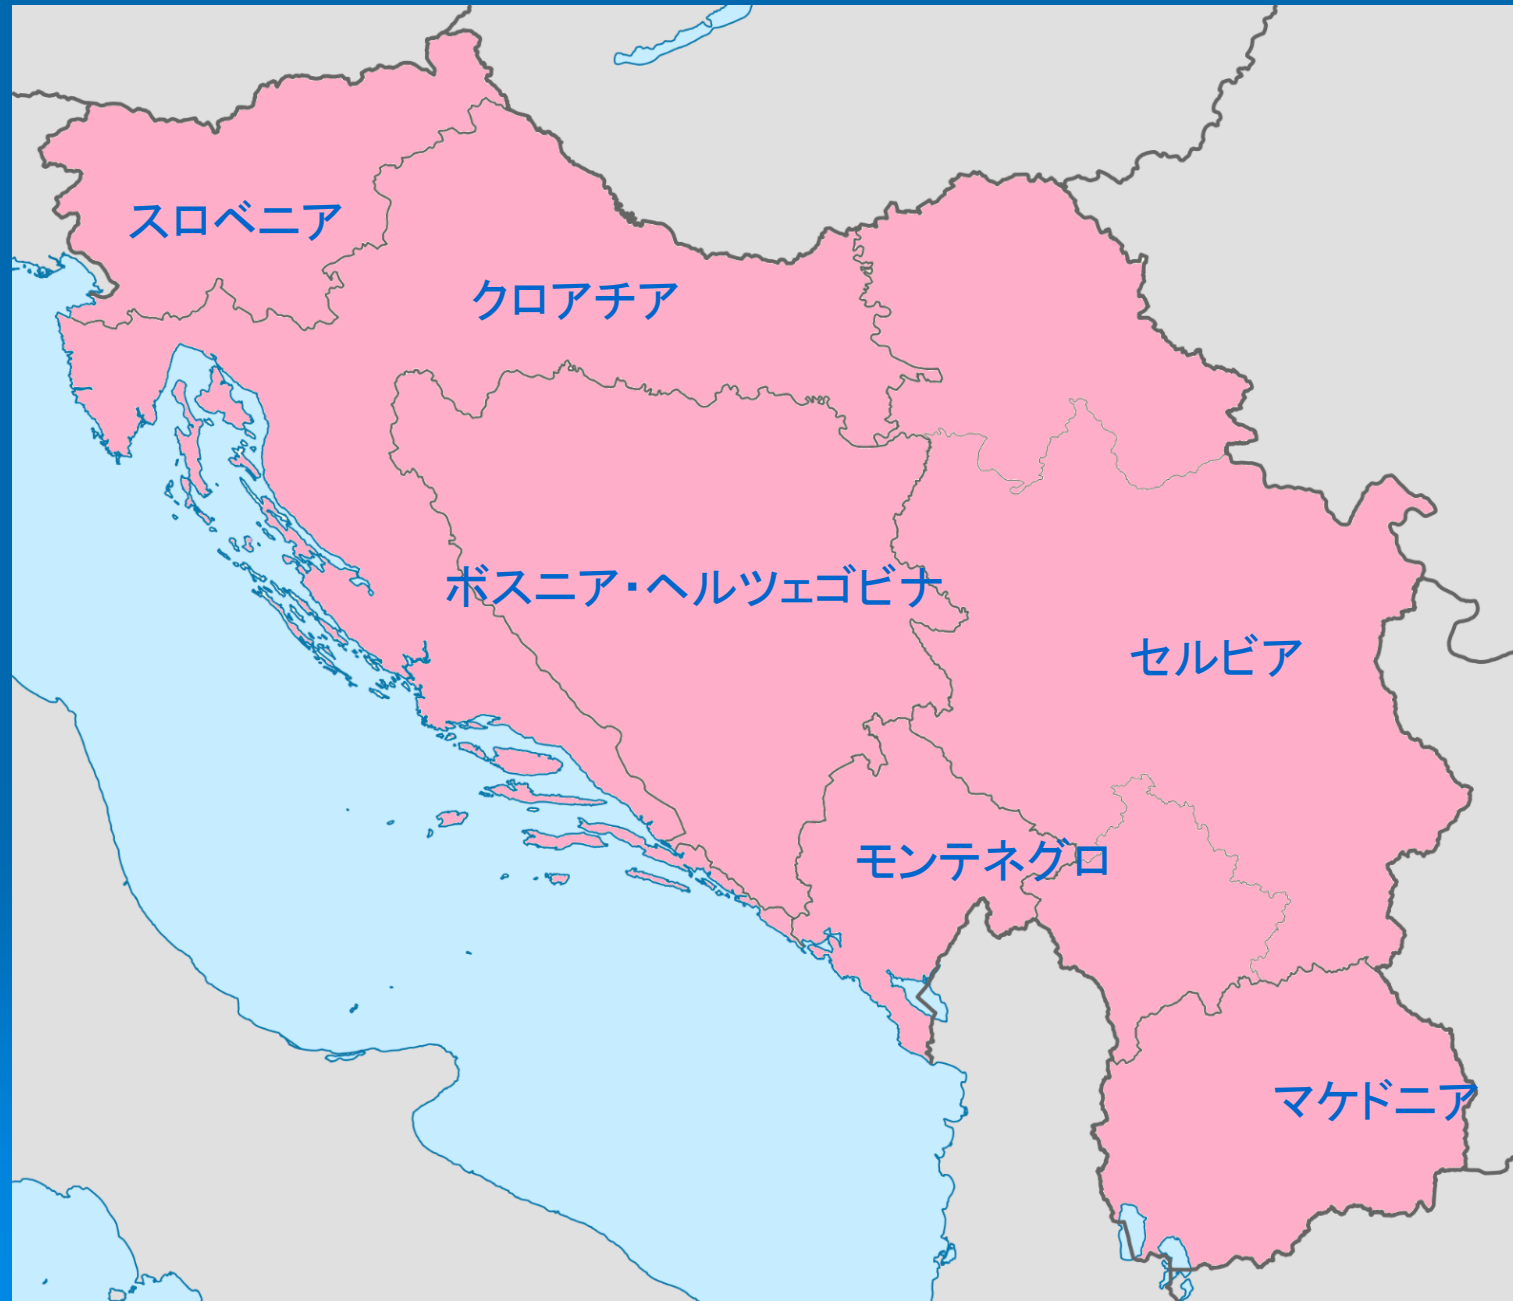 スロベニア
クロアチア
ボスニア・ヘルツェゴビナ
セルビア
モンテネグロ
マケドニア